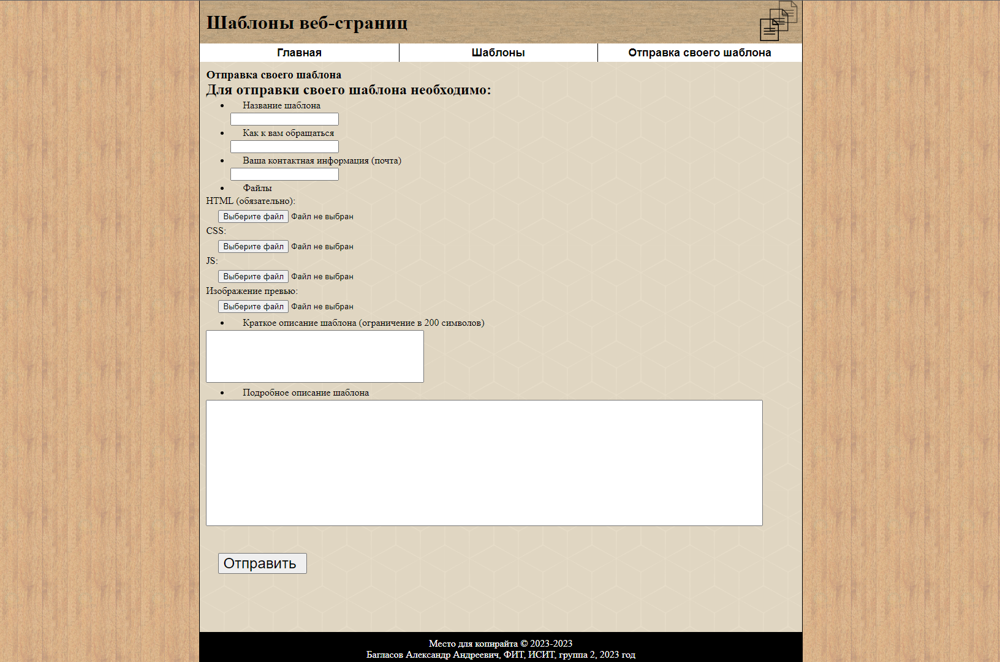 Шаблоны веб-страниц
Главная
Шаблоны
Отправка своего шаблона
Отправка своего шаблона
Для отправки своего шаблона необходимо:
Название шаблона
Как к вам обращаться
Ваша контактная информация (почта)
Файлы
HTML (обязательно):
Выберите файл Файл не выбран
CSS:
Выберите файл Файл не выбран
JS:
Выберите файл Файл не выбран
Изображение превью:
Выберите файл Файл не выбран
Краткое описание шаблона (ограничение в 200 символов)
Подробное описание шаблона
Отправить
Место для копирайта © 2023-2023
Багласов Александр Андреевич, ФИТ, ИСИТ, группа 2, 2023 год